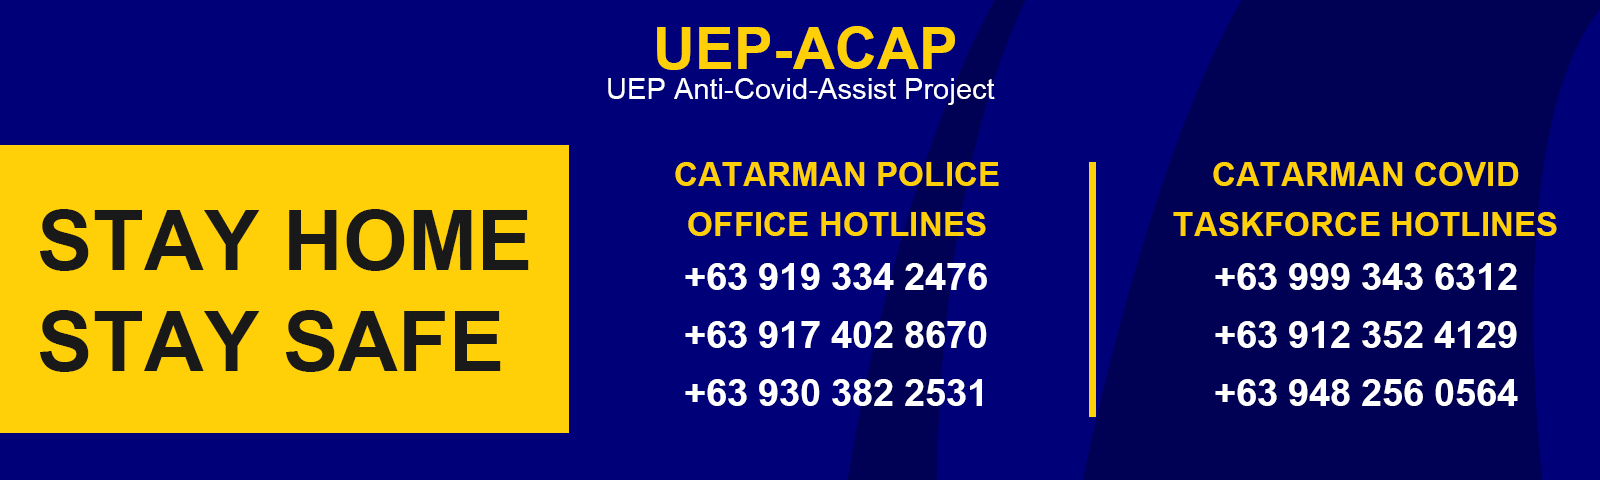 UEP-ACAP
UEP Anti-Covid-Assist Project
STAY HOME
STAY SAFE
CATARMAN POLICE
OFFICE HOTLINES
+63 919 334 2476
+63 917 402 8670
+63 930 382 2531
CATARMAN COVID
TASKFORCE HOTLINES
+63 999 343 6312
+63 912 352 4129
+63 948 256 0564